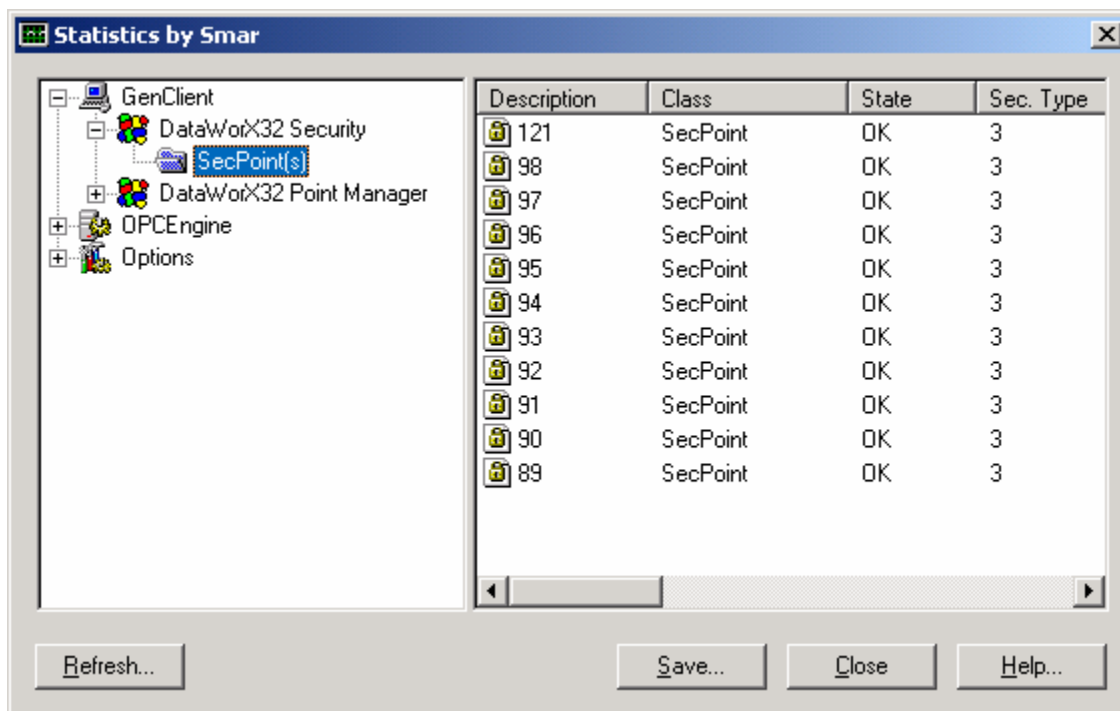 Statistics by Smar
GenClient
DataWorX32 Security
SecPoint(s)
DataWorX32 Point Manager
OPCEngine
Options
Description Class State Sec. Type
121 SecPoint OK 3
98 SecPoint OK 3
97 SecPoint OK 3
96 SecPoint OK 3
95 SecPoint OK 3
94 SecPoint OK 3
93 SecPoint OK 3
92 SecPoint OK 3
91 SecPoint OK 3
90 SecPoint OK 3
89 SecPoint OK 3
Refresh... Save... Close Help...